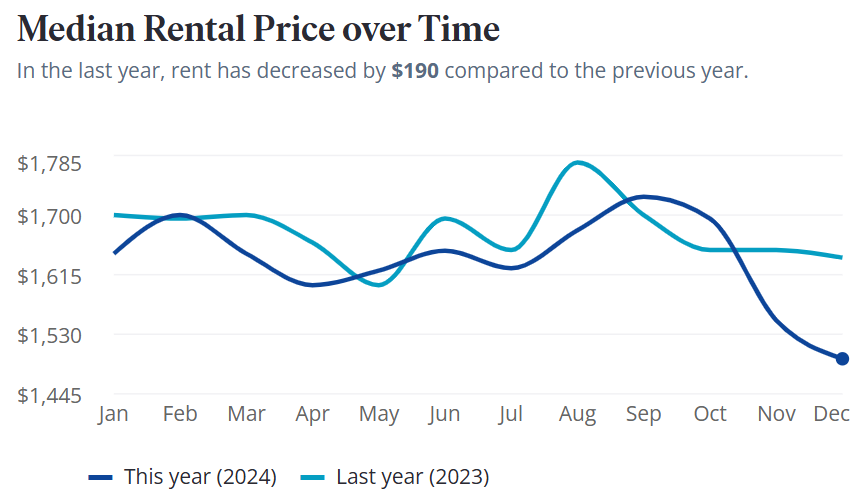 Median Rental Price over Time
In the last year, rent has decreased by $190 compared to the previous year.
$1,785
$1,700
$1,615
$1,530
$1,445
Jan Feb Mar Apr May Jun Jul Aug Sep Oct Nov Dec
This year (2024) Last year (2023)